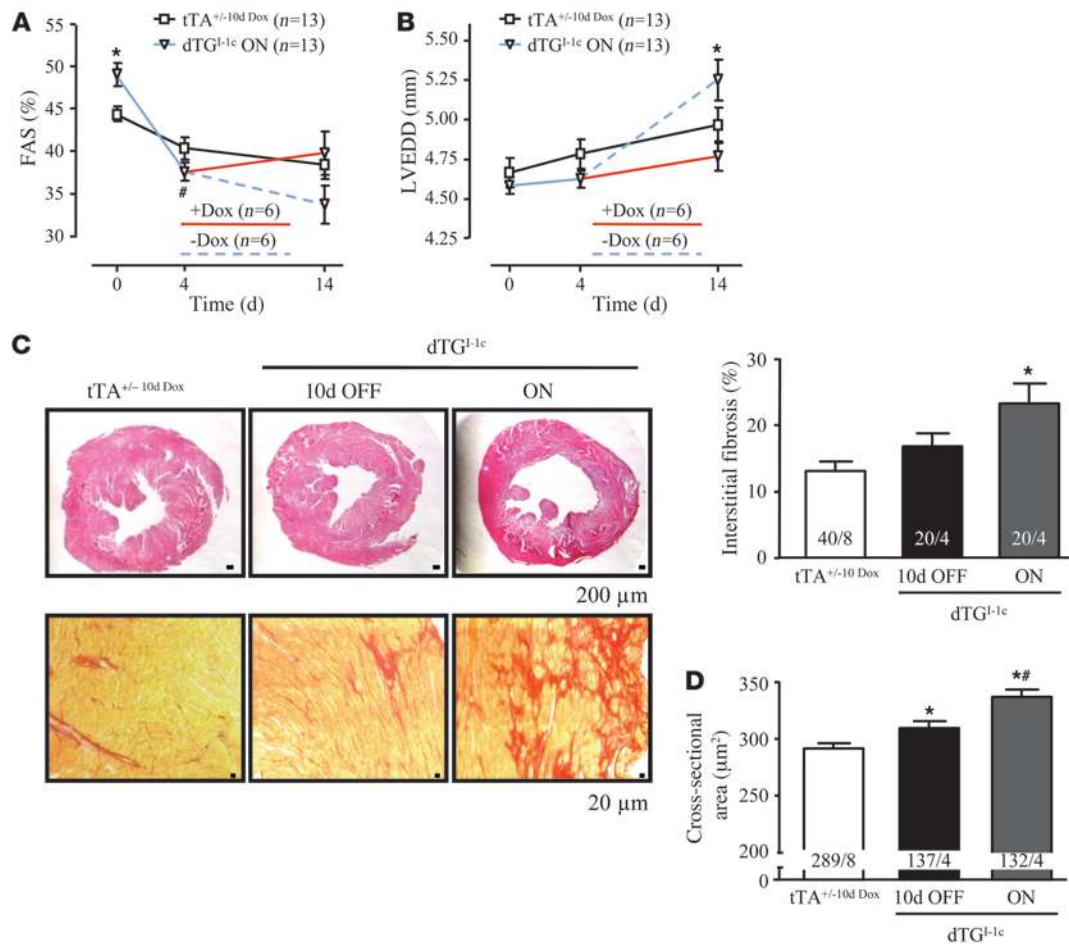 A
tTA+/-10d Dox (n=13)
dTGI-1c ON (n=13)
55
50
45
40
35
30
FAS (%)
*
#
+Dox (n=6)
-Dox (n=6)
0 4 14
Time (d)
B
tTA+/-10d Dox (n=13)
dTGI-1c ON (n=13)
5.50
5.25
5.00
4.75
4.50
4.25
LVEDD (mm)
*
+Dox (n=6)
-Dox (n=6)
0 4 14
Time (d)
C
dTGI-1c
tTA+/– 10d Dox 10d OFF ON
200 µm
20 µm
30
20
10
0
Interstitial fibrosis (%)
*
40/8 20/4 20/4
tTA+/-10 Dox 10d OFF ON
dTGI-1c
D
350
300
250
200
0
Cross-sectional
area (µm2)
* *#
289/8 137/4 132/4
tTA+/-10d Dox 10d OFF ON
dTGI-1c